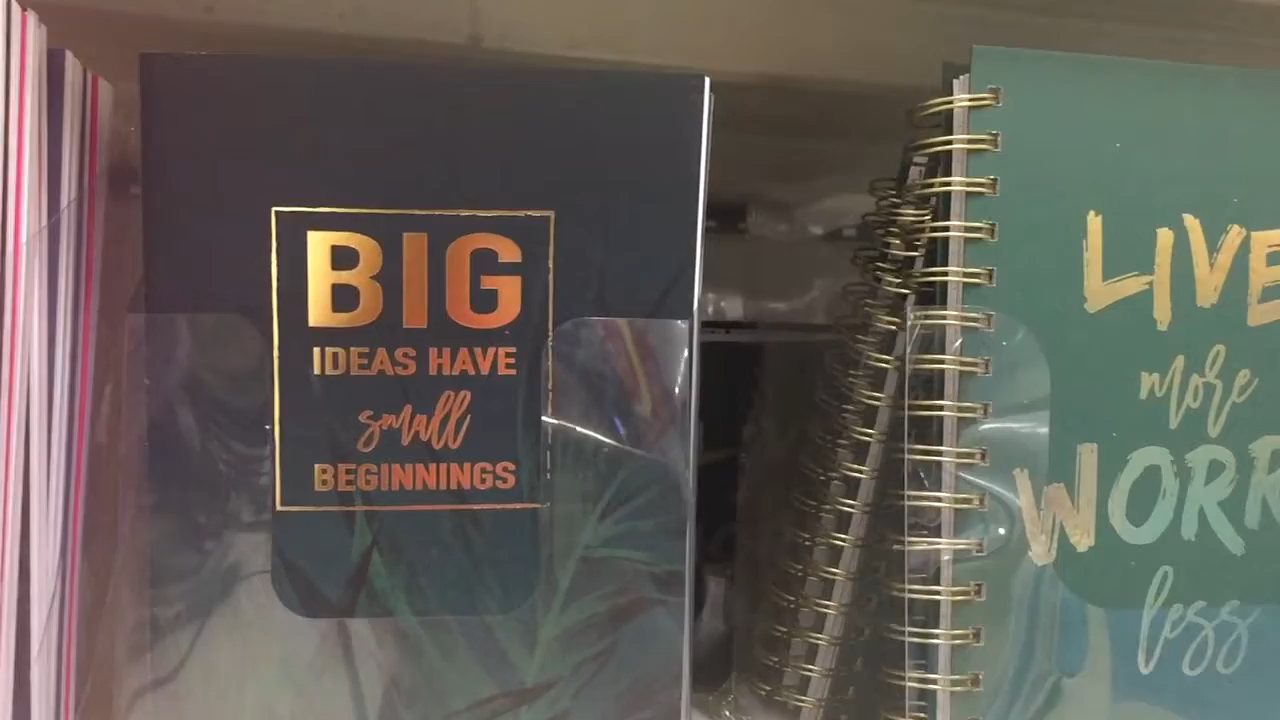 BIG
IDEAS HAVE
small
BEGINNINGS
LIVE
more
WORR
less